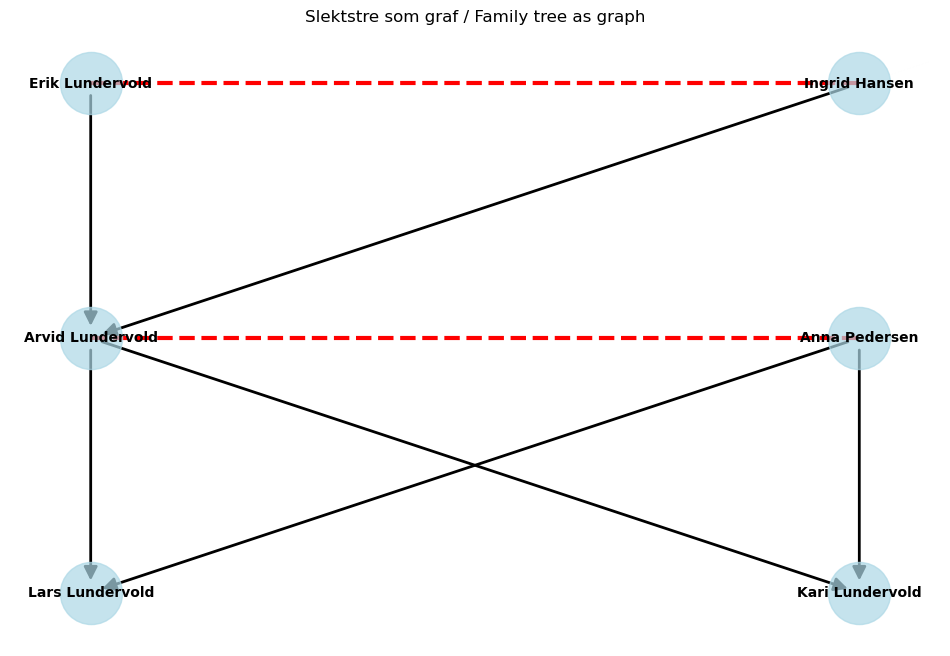 Slektstre som graf / Family tree as graph
Erik Lundervold
Ingrid Hansen
Arvid Lundervold
Anna Pedersen
Lars Lundervold
Kari Lundervold